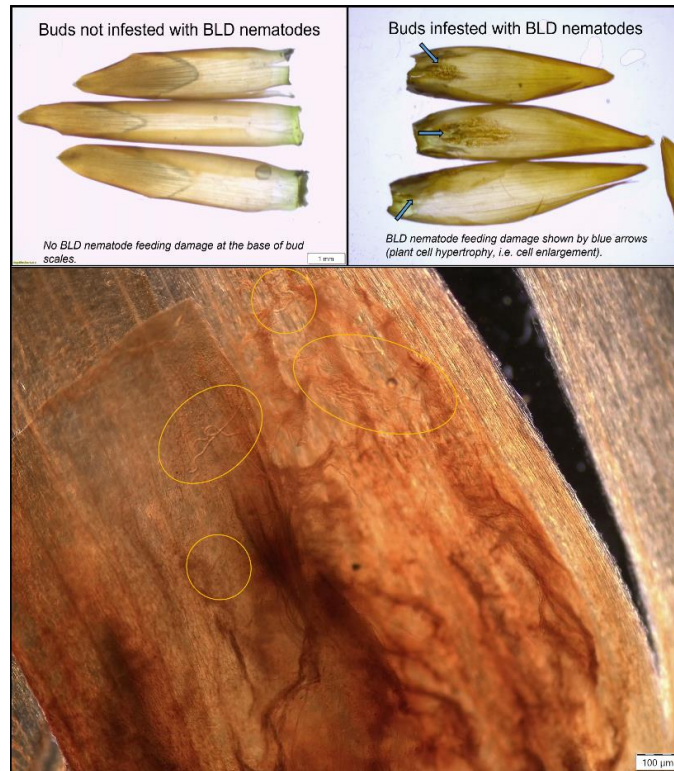 Buds not infested with BLD nematodes
No BLD nematode feeding damage at the base of bud
scales.
1 mm
Buds infested with BLD nematodes
BLD nematode feeding damage shown by blue arrows
(plant cell hypertrophy, i.e. cell enlargement).
100 µm